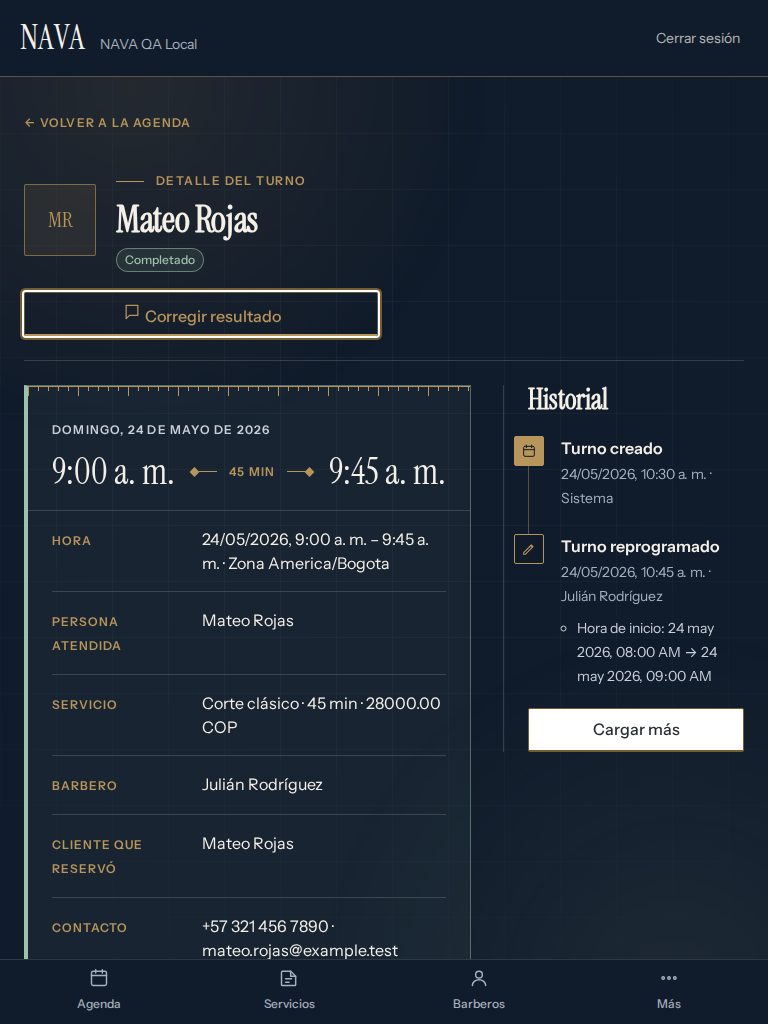 NAVA
NAVA QA Local
Cerrar sesión
← VOLVER A LA AGENDA
MR
DETALLE DEL TURNO
Mateo Rojas
Completado
Corregir resultado
DOMINGO, 24 DE MAYO DE 2026
9:00 a. m.
45 MIN
9:45 a. m.
HORA
24/05/2026, 9:00 a. m. – 9:45 a.
m. · Zona America/Bogota
PERSONA
ATENDIDA
Mateo Rojas
SERVICIO
Corte clásico · 45 min · 28000.00
COP
BARBERO
Julián Rodríguez
CLIENTE QUE
RESERVÓ
Mateo Rojas
CONTACTO
+57 321 456 7890 ·
mateo.rojas@example.test
Historial
Turno creado
24/05/2026, 10:30 a. m. ·
Sistema
Turno reprogramado
24/05/2026, 10:45 a. m. ·
Julián Rodríguez
Hora de inicio: 24 may
2026, 08:00 AM → 24
may 2026, 09:00 AM
Cargar más
Agenda
Servicios
Barberos
Más